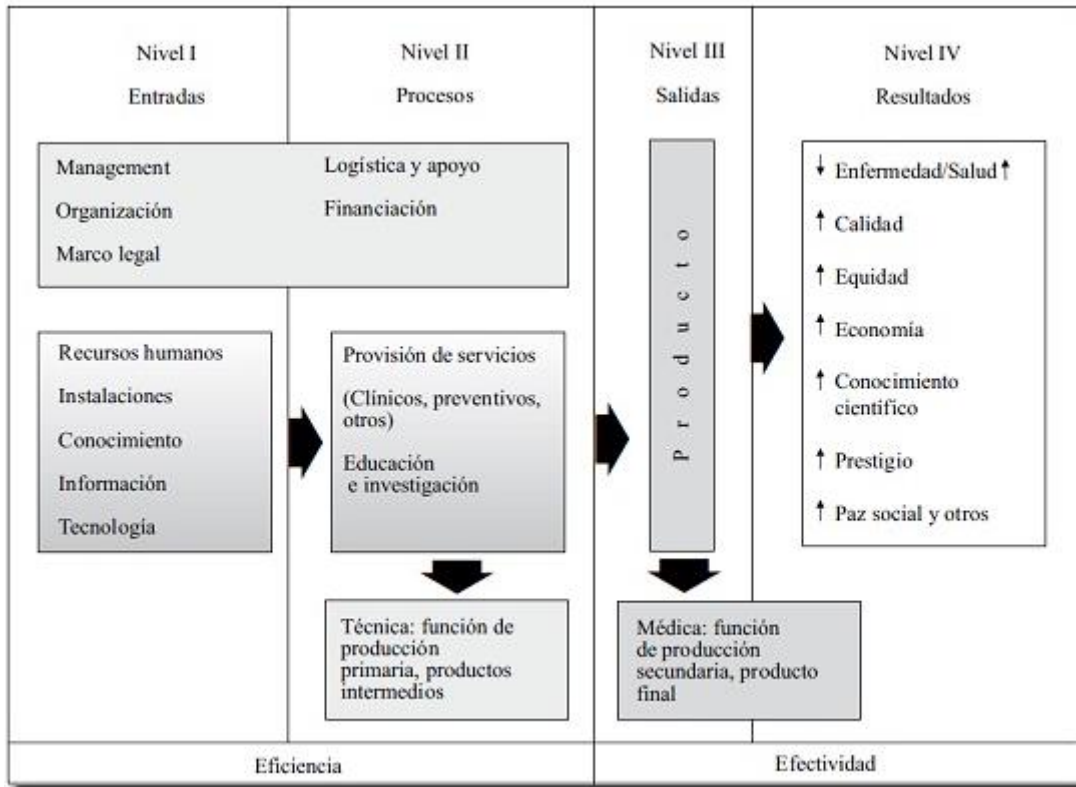 Nivel I
Entradas
Nivel II
Procesos
Nivel III
Salidas
Nivel IV
Resultados
Management
Organización
Marco legal
Logística y apoyo
Financiación
Recursos humanos
Instalaciones
Conocimiento
Información
Tecnología
Provisión de servicios
(Clínicos, preventivos,
otros)
Educación
e investigación
Producto
↓ Enfermedad/Salud ↑
↑ Calidad
↑ Equidad
↑ Economía
↑ Conocimiento
científico
↑ Prestigio
↑ Paz social y otros
Técnica: función de
producción
primaria, productos
intermedios
Médica: función
de producción
secundaria, producto
final
Eficiencia
Efectividad